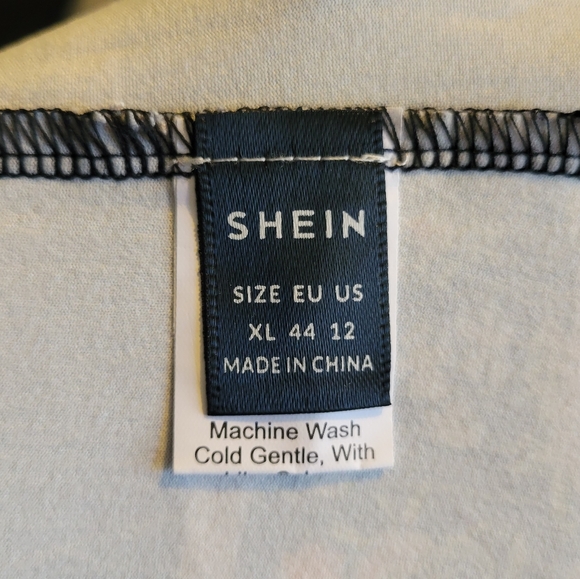 SHEIN
SIZE EU US
XL 44 12
MADE IN CHINA
Machine Wash
Cold Gentle, With